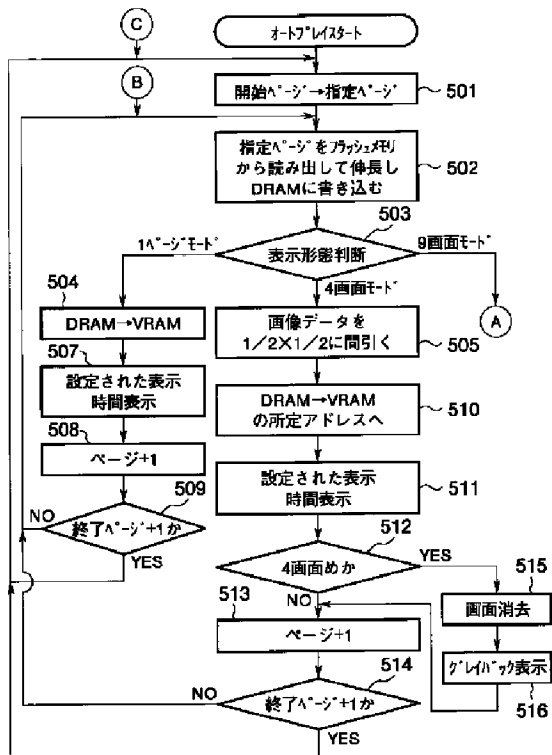 C
オートプレイスタート
B
開始ページ→指定ページ
501
指定ページをフラッシュメモリ
から読み出して伸長し
DRAMに書き込む
502
503
表示形態判断
1ページモード
9画面モード
4画面モード
A
504
DRAM→VRAM
画像データを
1/2×1/2に間引く
505
507
設定された表示
時間表示
DRAM→VRAM
の所定アドレスへ
510
508
ページ+1
設定された表示
時間表示
511
509
終了ページ+1か
NO
YES
512
4画面めか
YES
NO
515
画面消去
513
ページ+1
グレイバック表示
516
514
終了ページ+1か
NO
YES